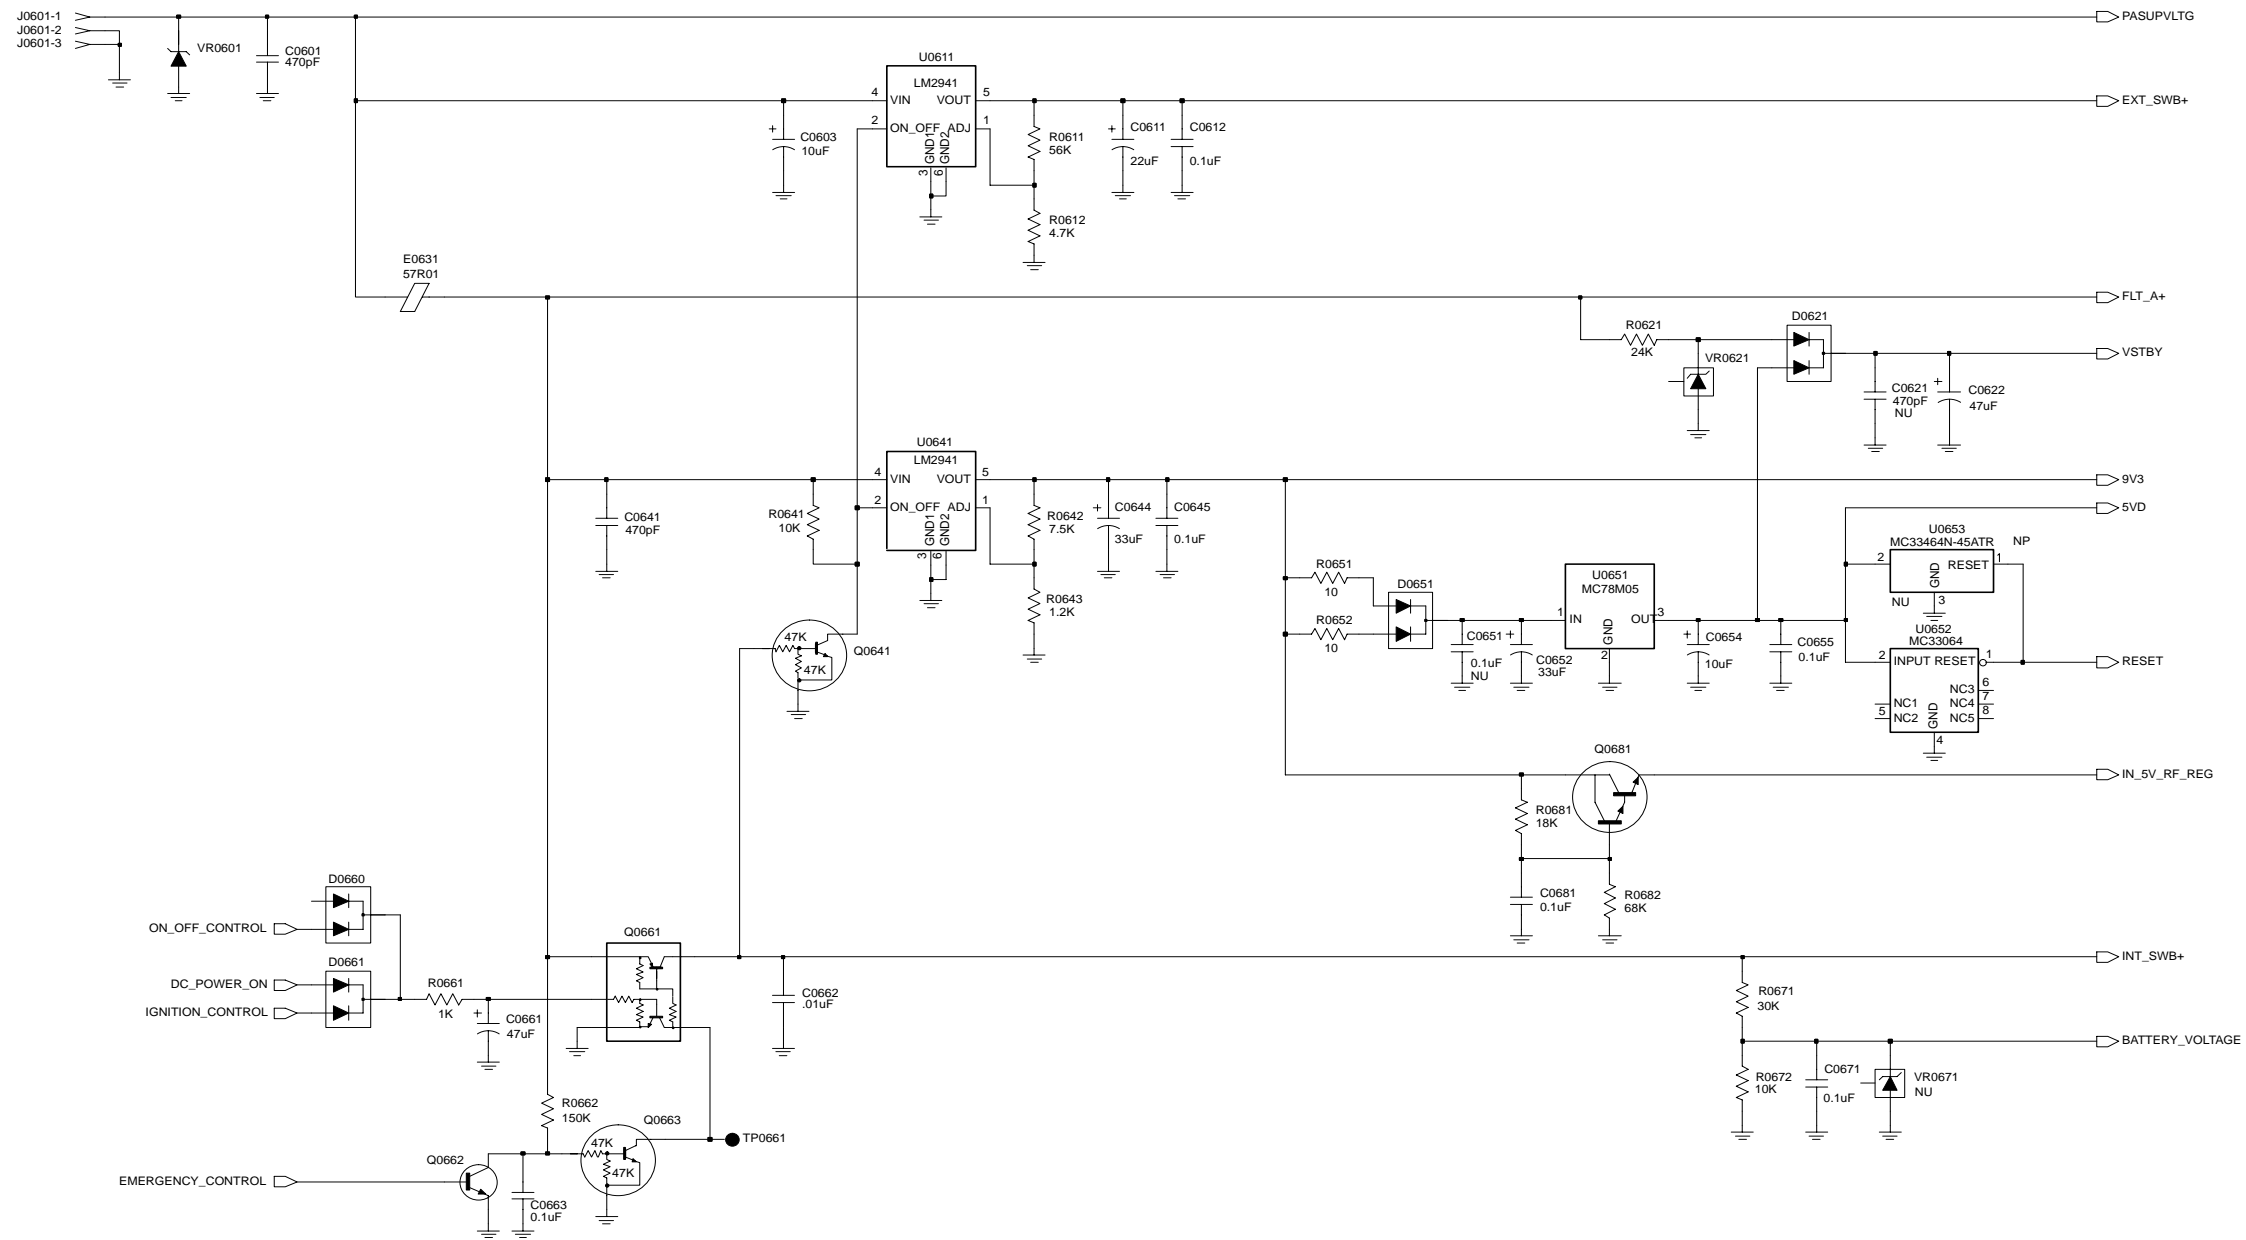 J0601-1
J0601-2
J0601-3
VR0601
C0601
470pF
PASUPVLTG
U0611
LM2941
4
VIN
VOUT
5
2
ON_OFF
ADJ
1
GND1
GND2
3
6
C0603
10uF
+
R0611
56K
R0612
4.7K
+
C0611
22uF
C0612
0.1uF
EXT_SWB+
E0631
57R01
FLT_A+
R0621
24K
VR0621
D0621
VSTBY
C0621
470pF
NU
+
C0622
47uF
U0641
LM2941
4
VIN
VOUT
5
2
ON_OFF
ADJ
1
GND1
GND2
3
6
C0641
470pF
R0641
10K
R0642
7.5K
R0643
1.2K
+
C0644
33uF
C0645
0.1uF
9V3
5VD
47K
47K
Q0641
R0651
10
R0652
10
D0651
C0651
0.1uF
NU
+
C0652
33uF
U0651
MC78M05
1
IN
OUT
3
GND
2
+
C0654
10uF
C0655
0.1uF
U0653
MC33464N-45ATR
NP
2
RESET
1
GND
NU
3
U0652
MC33064
2
INPUT
RESET
1
NC3
6
NC1
NC4
7
5
NC2
NC5
8
GND
4
RESET
Q0681
R0681
18K
C0681
0.1uF
R0682
68K
IN_5V_RF_REG
D0660
ON_OFF_CONTROL
D0661
DC_POWER_ON
IGNITION_CONTROL
R0661
1K
+
C0661
47uF
Q0661
C0662
.01uF
INT_SWB+
R0671
30K
BATTERY_VOLTAGE
R0672
10K
C0671
0.1uF
VR0671
NU
R0662
150K
Q0663
47K
47K
TP0661
Q0662
EMERGENCY_CONTROL
C0663
0.1uF